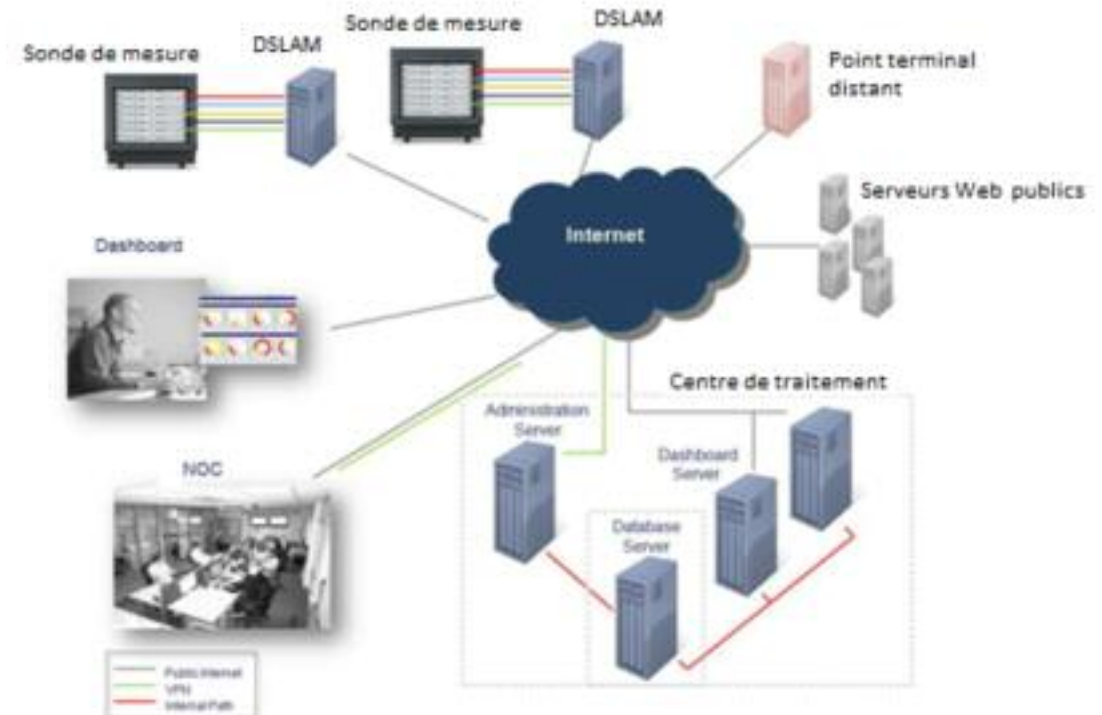 Sonde de mesure
DSLAM
Sonde de mesure
DSLAM
Point terminal
distant
Serveurs Web publics
Internet
Dashboard
Centre de traitement
Administration
Server
Dashboard
Server
Database
Server
NOC
Public Internet
VPN
Internal Path